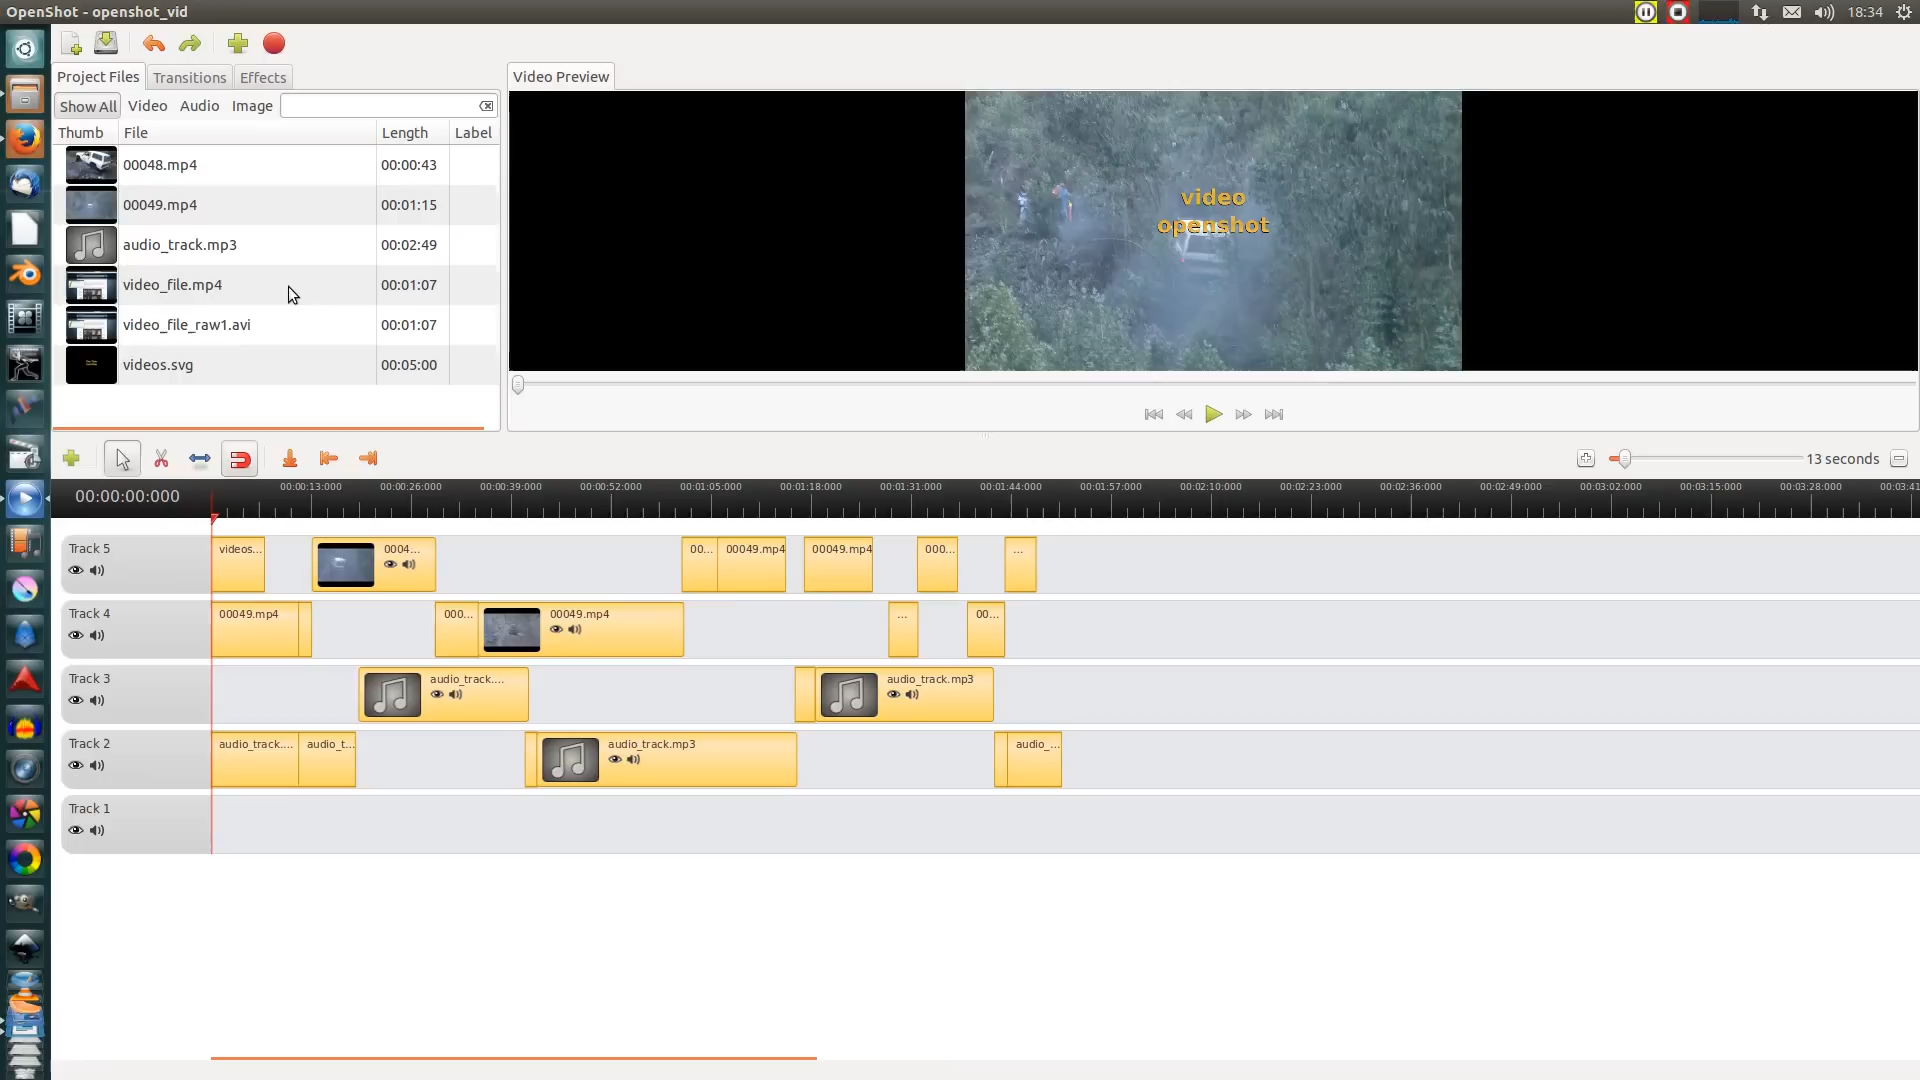 OpenShot - openshot_vid
18:34
Project Files
Transitions
Effects
Video Preview
Show All
Video
Audio
Image
Thumb
File
Length
Label
00048.mp4
00:00:43
00049.mp4
00:01:15
audio_track.mp3
00:02:49
video_file.mp4
00:01:07
video_file_raw1.avi
00:01:07
videos.svg
00:05:00
video
openshot
13 seconds
00:00:00:000
00:00:13:000
00:00:26:000
00:00:39:000
00:00:52:000
00:01:05:000
00:01:18:000
00:01:31:000
00:01:44:000
00:01:57:000
00:02:10:000
00:02:23:000
00:02:36:000
00:02:49:000
00:03:02:000
00:03:15:000
00:03:28:000
00:03:41
Track 5
videos...
0004...
00...
00049.mp4
00049.mp4
000...
...
Track 4
00049.mp4
000...
00049.mp4
...
00...
Track 3
audio_track....
audio_track.mp3
Track 2
audio_track....
audio_t...
audio_track.mp3
audio_...
Track 1